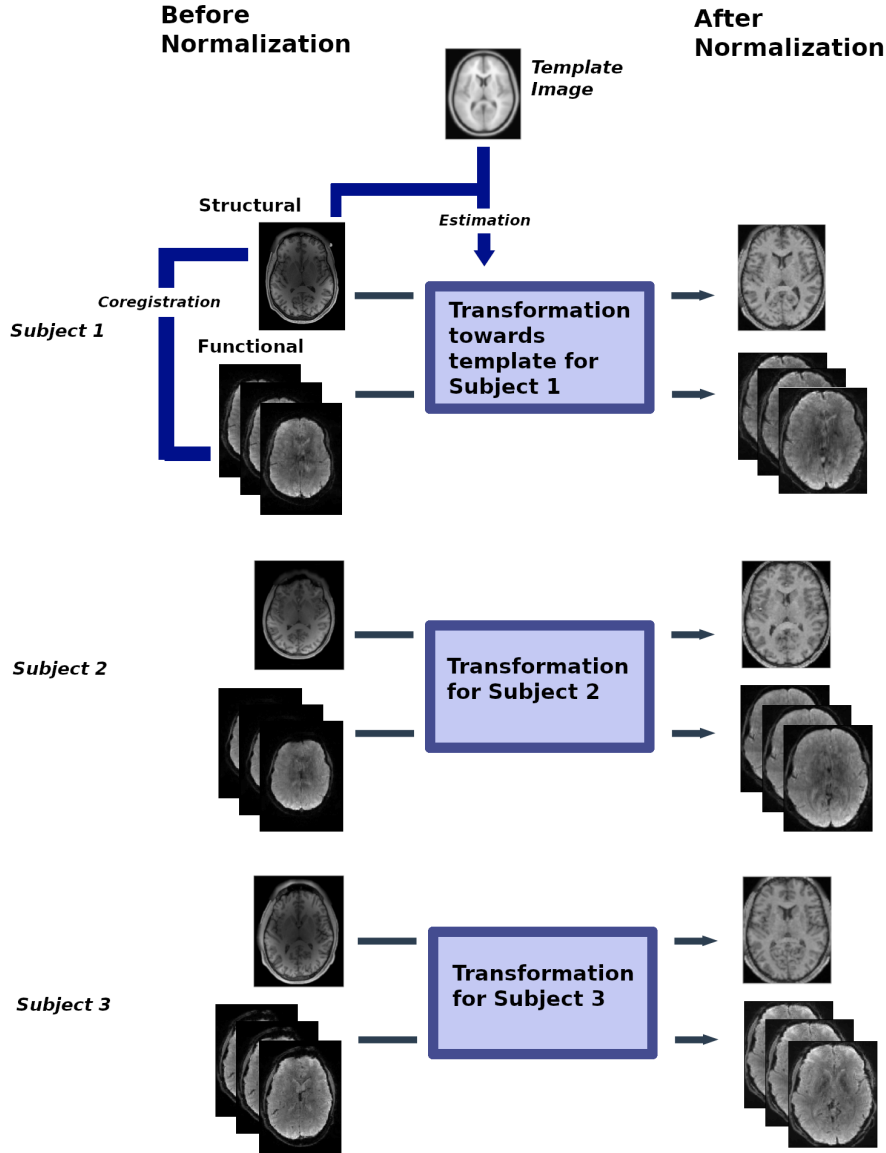 Before
Normalization
After
Normalization
Template
Image
Structural
Estimation
Coregistration
Subject 1
Functional
Transformation
towards
template for
Subject 1
Subject 2
Transformation
for Subject 2
Subject 3
Transformation
for Subject 3